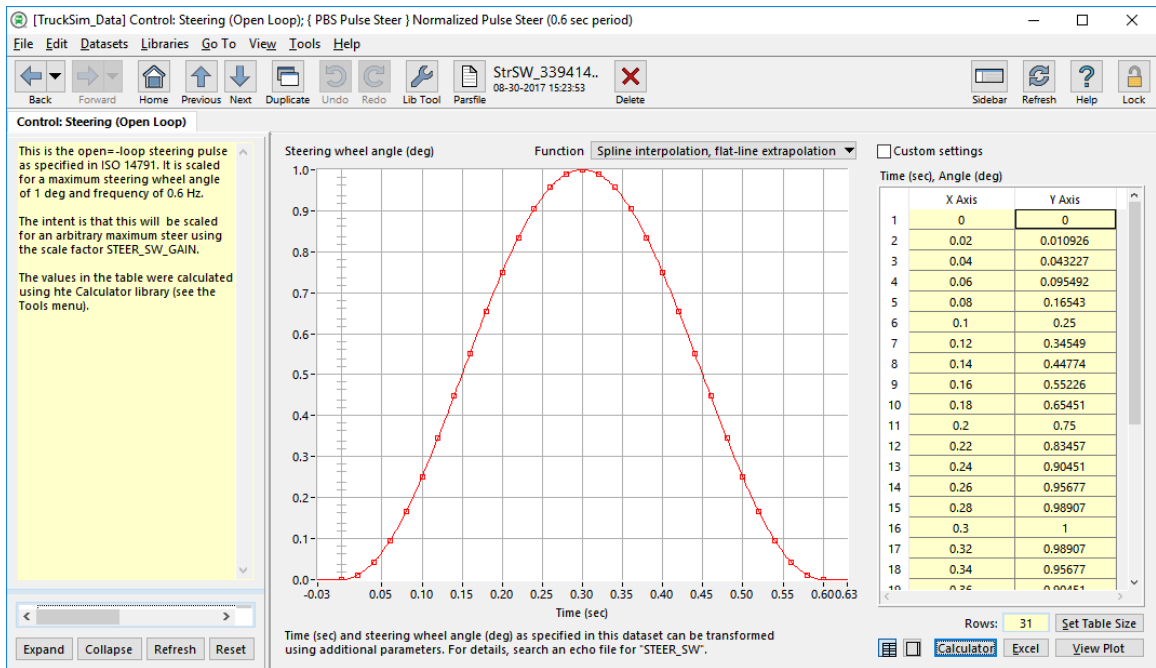 [TruckSim_Data] Control: Steering (Open Loop); { PBS Pulse Steer } Normalized Pulse Steer (0.6 sec period)
File Edit Datasets Libraries Go To View Tools Help
StrSW_339414..
08-30-2017 15:23:53
Back Forward Home Previous Next Duplicate Undo Redo Lib Tool Parsfile Delete Sidebar Refresh Help Lock
Control: Steering (Open Loop)
This is the open=-loop steering pulse
as specified in ISO 14791. It is scaled
for a maximum steering wheel angle
of 1 deg and frequency of 0.6 Hz.
The intent is that this will be scaled
for an arbitrary maximum steer using
the scale factor STEER_SW_GAIN.
The values in the table were calculated
using hte Calculator library (see the
Tools menu).
Expand Collapse Refresh Reset
Steering wheel angle (deg) Function Spline interpolation, flat-line extrapolation
1.0
0.9
0.8
0.7
0.6
0.5
0.4
0.3
0.2
0.1
0.0
-0.03 0.05 0.10 0.15 0.20 0.25 0.30 0.35 0.40 0.45 0.50 0.55 0.600.63
Time (sec)
Time (sec) and steering wheel angle (deg) as specified in this dataset can be transformed
using additional parameters. For details, search an echo file for "STEER_SW".
Custom settings
Time (sec), Angle (deg)
X Axis Y Axis
1 0 0
2 0.02 0.010926
3 0.04 0.043227
4 0.06 0.095492
5 0.08 0.16543
6 0.1 0.25
7 0.12 0.34549
8 0.14 0.44774
9 0.16 0.55226
10 0.18 0.65451
11 0.2 0.75
12 0.22 0.83457
13 0.24 0.90451
14 0.26 0.95677
15 0.28 0.98907
16 0.3 1
17 0.32 0.98907
18 0.34 0.95677
19 0.36 0.90451
Rows: 31 Set Table Size
Calculator Excel View Plot